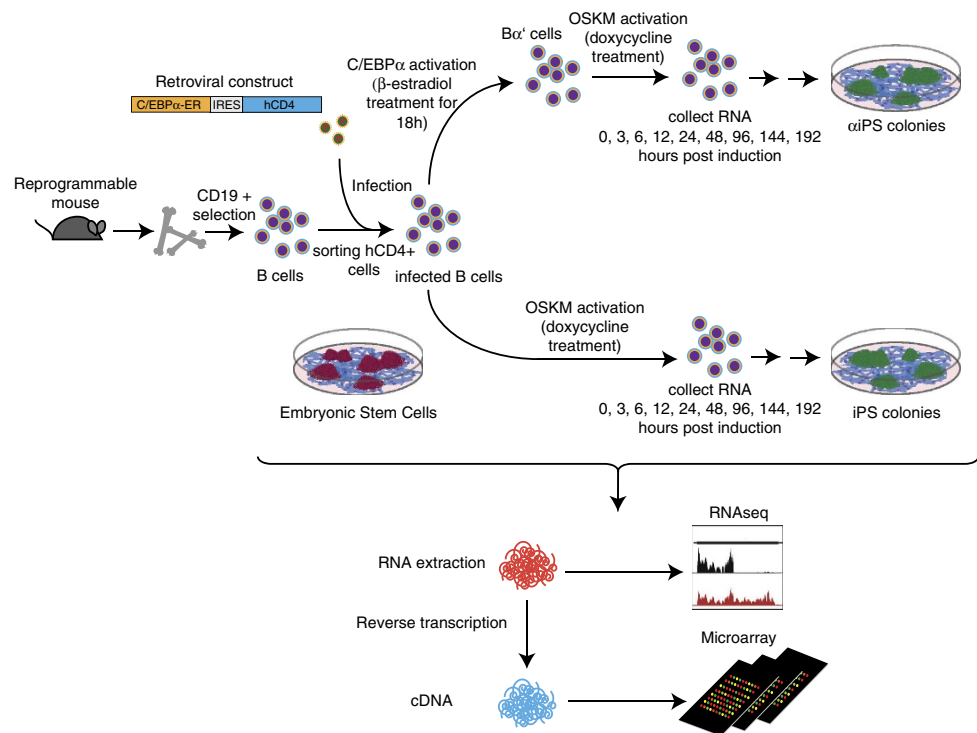 Retroviral construct
C/EBPα-ER IRES hCD4
C/EBPα activation
(β-estradiol
treatment for
18h)
Bα‘ cells
OSKM activation
(doxycycline
treatment)
collect RNA
0, 3, 6, 12, 24, 48, 96, 144, 192
hours post induction
αiPS colonies
Reprogrammable
mouse
CD19 +
selection
B cells
Infection
sorting hCD4+
cells
infected B cells
OSKM activation
(doxycycline
treatment)
collect RNA
0, 3, 6, 12, 24, 48, 96, 144, 192
hours post induction
iPS colonies
Embryonic Stem Cells
RNA extraction
RNAseq
Reverse transcription
cDNA
Microarray